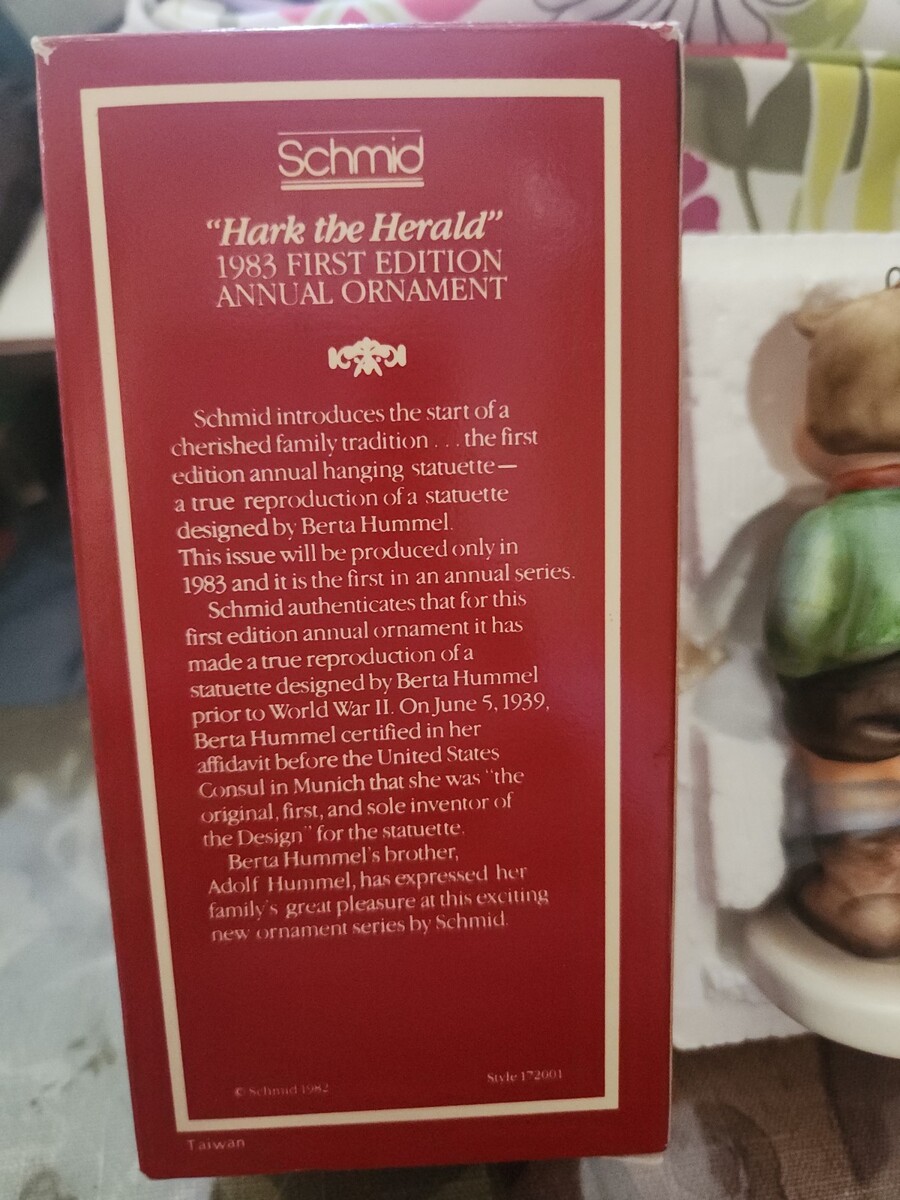 Schmid
“Hark the Herald”
1983 FIRST EDITION
ANNUAL ORNAMENT
Schmid introduces the start of a
cherished family tradition . . . the first
edition annual hanging statuette—
a true reproduction of a statuette
designed by Berta Hummel.
This issue will be produced only in
1983 and it is the first in an annual series.
Schmid authenticates that for this
first edition annual ornament it has
made a true reproduction of a
statuette designed by Berta Hummel
prior to World War II. On June 5, 1939,
Berta Hummel certified in her
affidavit before the United States
Consul in Munich that she was “the
original, first, and sole inventor of
the Design” for the statuette.
Berta Hummel's brother,
Adolf Hummel, has expressed her
family's great pleasure at this exciting
new ornament series by Schmid.
© Schmid 1982
Style 172001
Taiwan